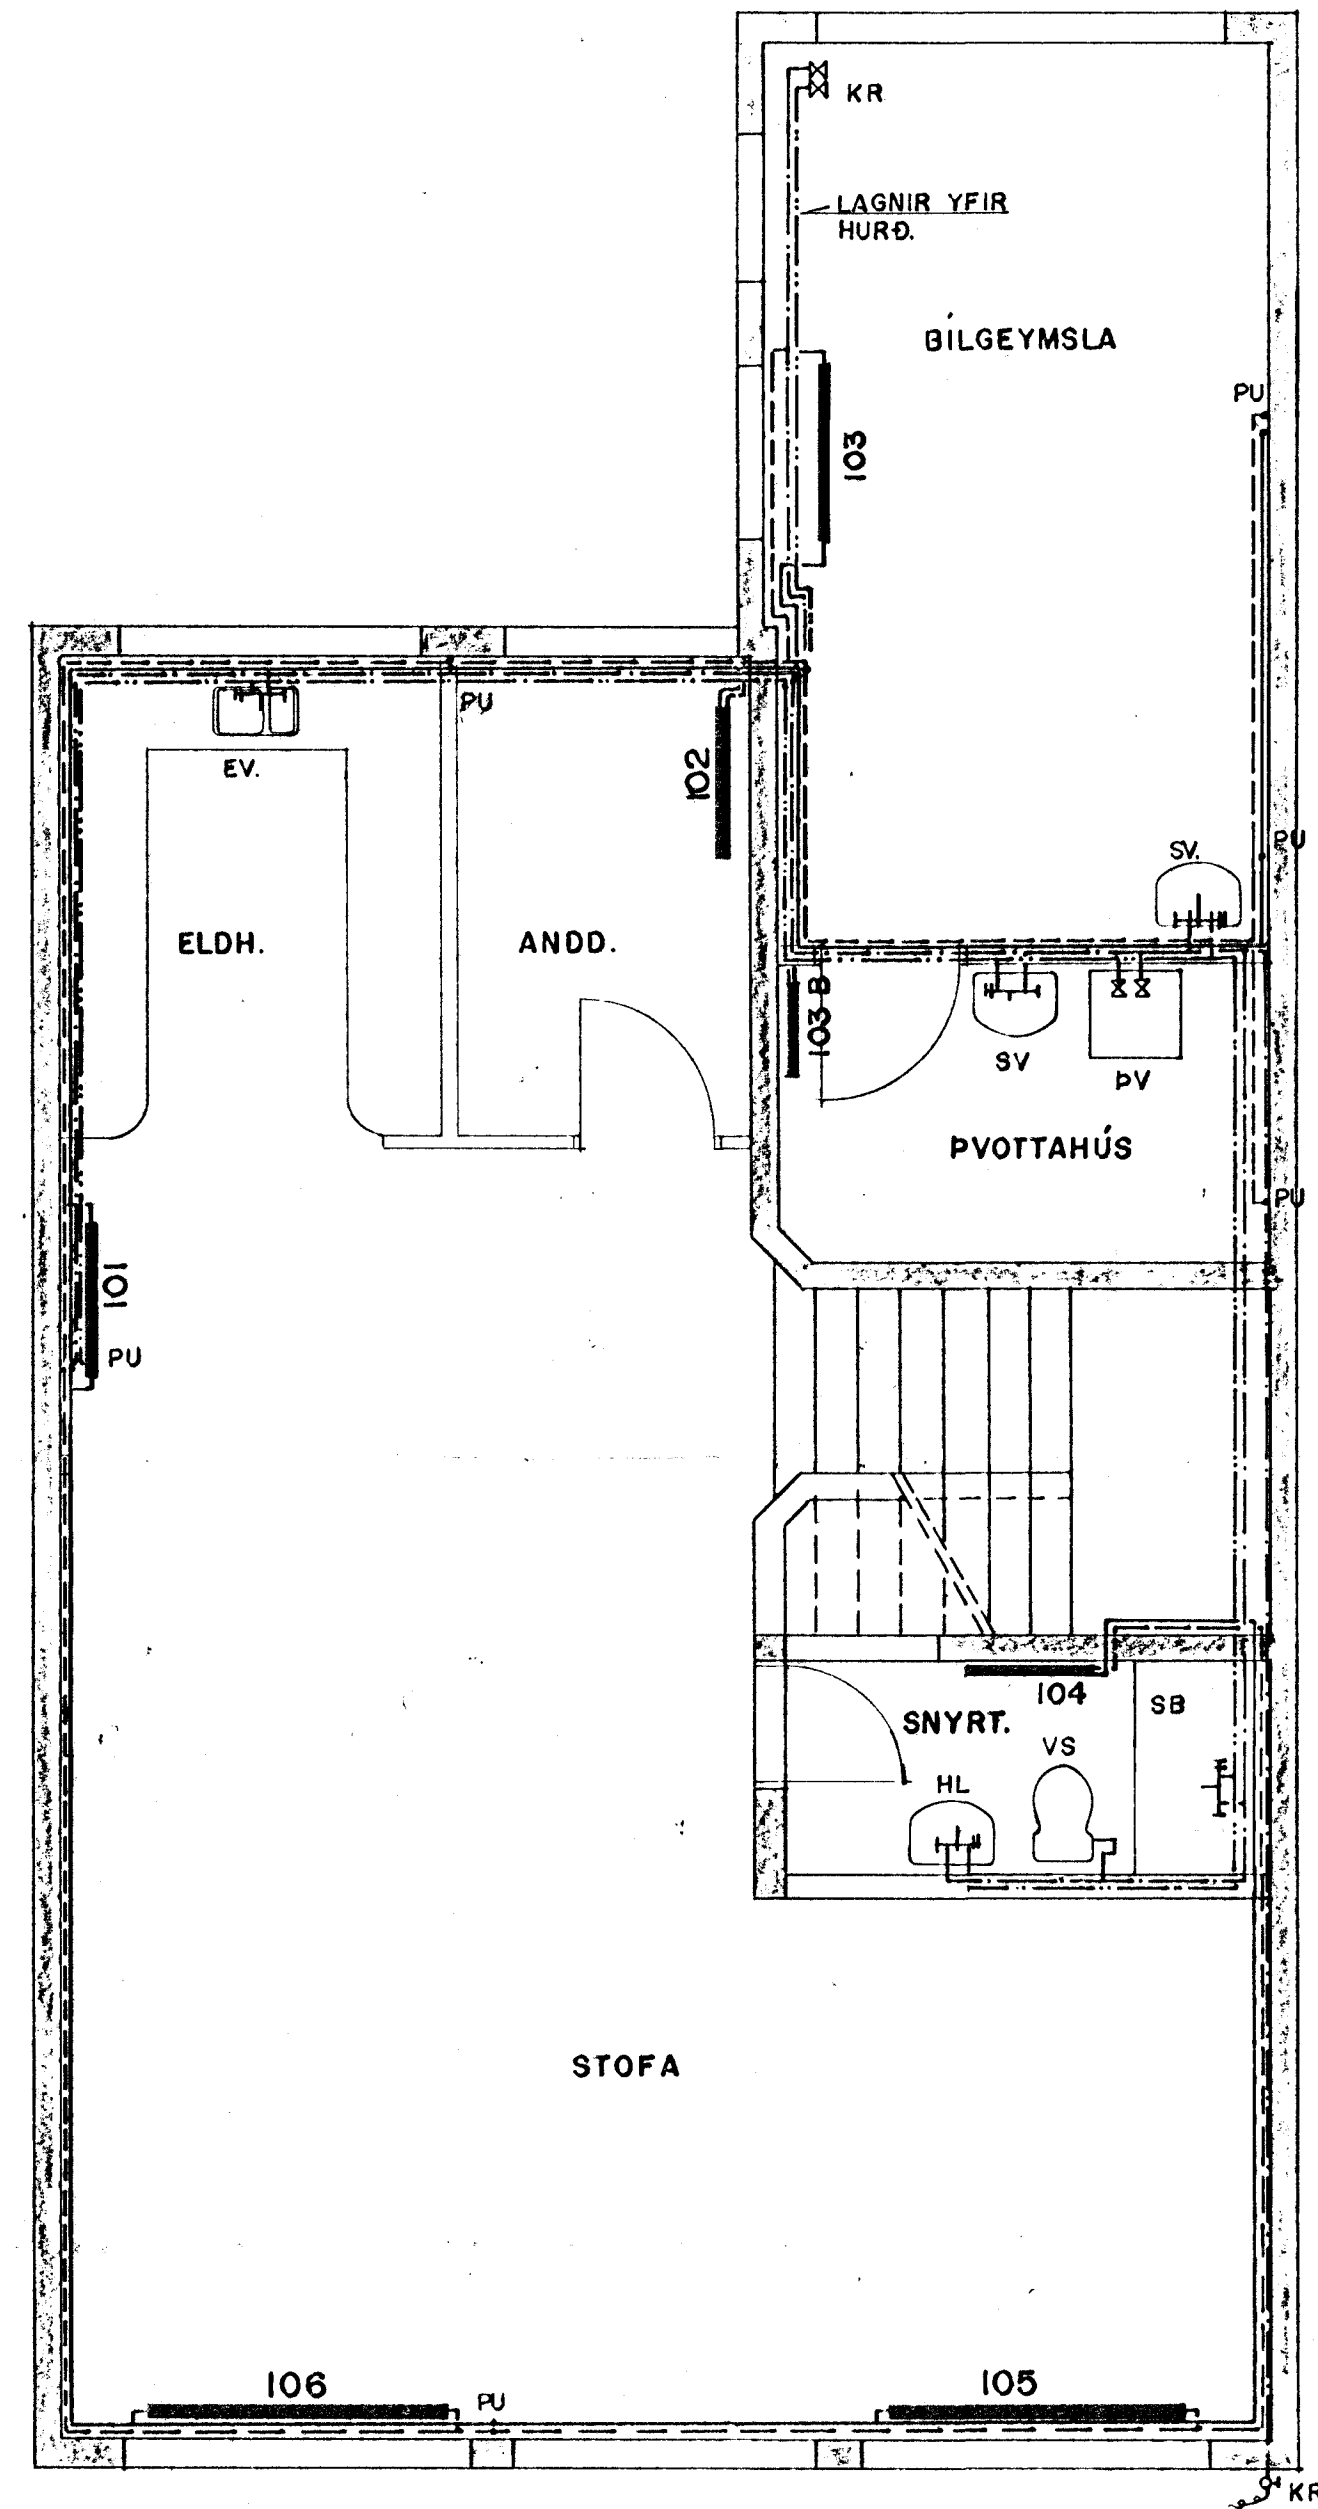 KR
LAGNIR YFIR
HURÐ.
BÍLGEYMSLA
PU
103
PU
EV.
102
SV.
PU
ELDH.
ANDD.
103 B
SV
ÞV
ÞVOTTAHÚS
PU
101
PU
104
SB
SNYRT.
VS
HL
STOFA
106
PU
105
KR